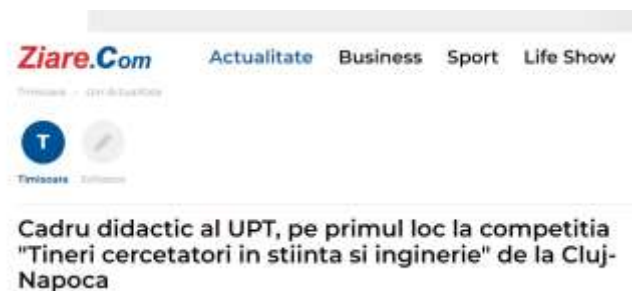 Ziare.Com
Actualitate Business Sport Life Show
Timisoara
T
Timisoara
Cadru didactic al UPT, pe primul loc la competitia
"Tineri cercetatori in stiinta si inginerie" de la Cluj-
Napoca